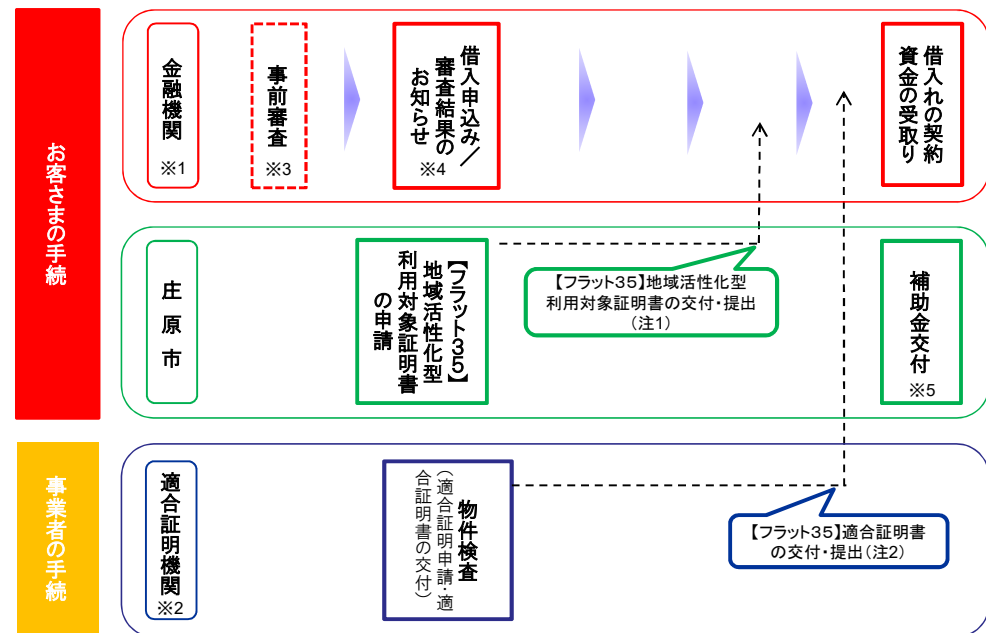 お客さまの手続
金融機関
※1
事前審査
※3
借入申込み／
審査結果の
お知らせ
※4
借入れの契約
資金の受取り
庄原市
【フラット３５】
地域活性化型
利用対象証明書
の申請
【フラット３５】地域活性化型
利用対象証明書の交付・提出
（注１）
補助金交付
※5
事業者の手続
適合証明機関
※2
物件検査
（適合証明申請・適
合証明書の交付）
【フラット３５】適合証明書
の交付・提出（注２）